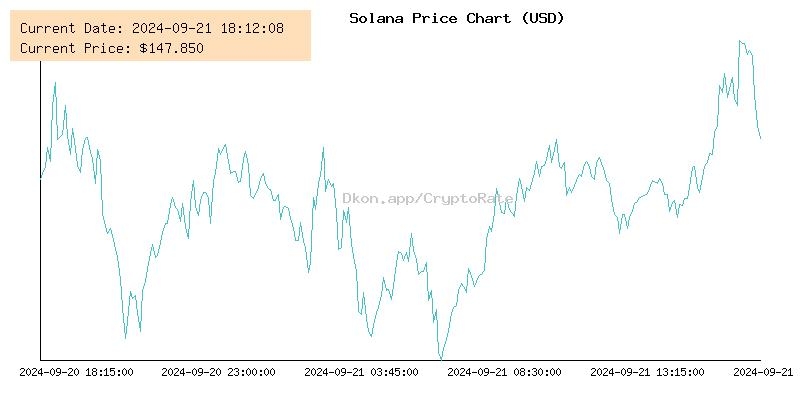 Solana Price Chart (USD)
Current Date: 2024-09-21 18:12:08
Current Price: $147.850
Dkon.app/CryptoRate
2024-09-20 18:15:00
2024-09-20 23:00:00
2024-09-21 03:45:00
2024-09-21 08:30:00
2024-09-21 13:15:00
2024-09-21